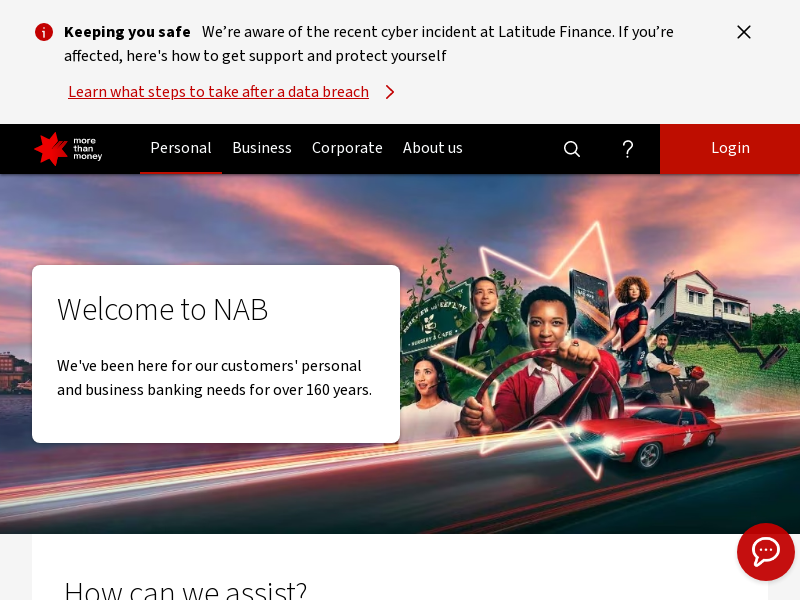 Keeping you safe We're aware of the recent cyber incident at Latitude Finance. If you're
affected, here's how to get support and protect yourself
Learn what steps to take after a data breach
more
than
money
Personal
Business
Corporate
About us
?
Login
Welcome to NAB
We've been here for our customers' personal
and business banking needs for over 160 years.
NURSERY & CAFE
How can we assist?